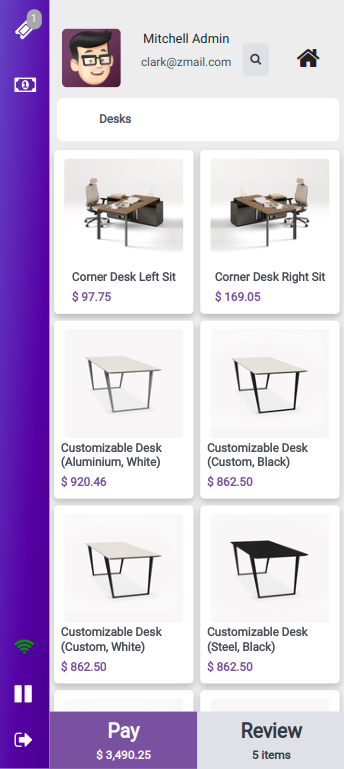 1
Mitchell Admin
clark@zmail.com
Desks
Corner Desk Left Sit
$ 97.75
Corner Desk Right Sit
$ 169.05
Customizable Desk
(Aluminium, White)
$ 920.46
Customizable Desk
(Custom, Black)
$ 862.50
Customizable Desk
(Custom, White)
$ 862.50
Customizable Desk
(Steel, Black)
$ 862.50
Pay
$ 3,490.25
Review
5 items